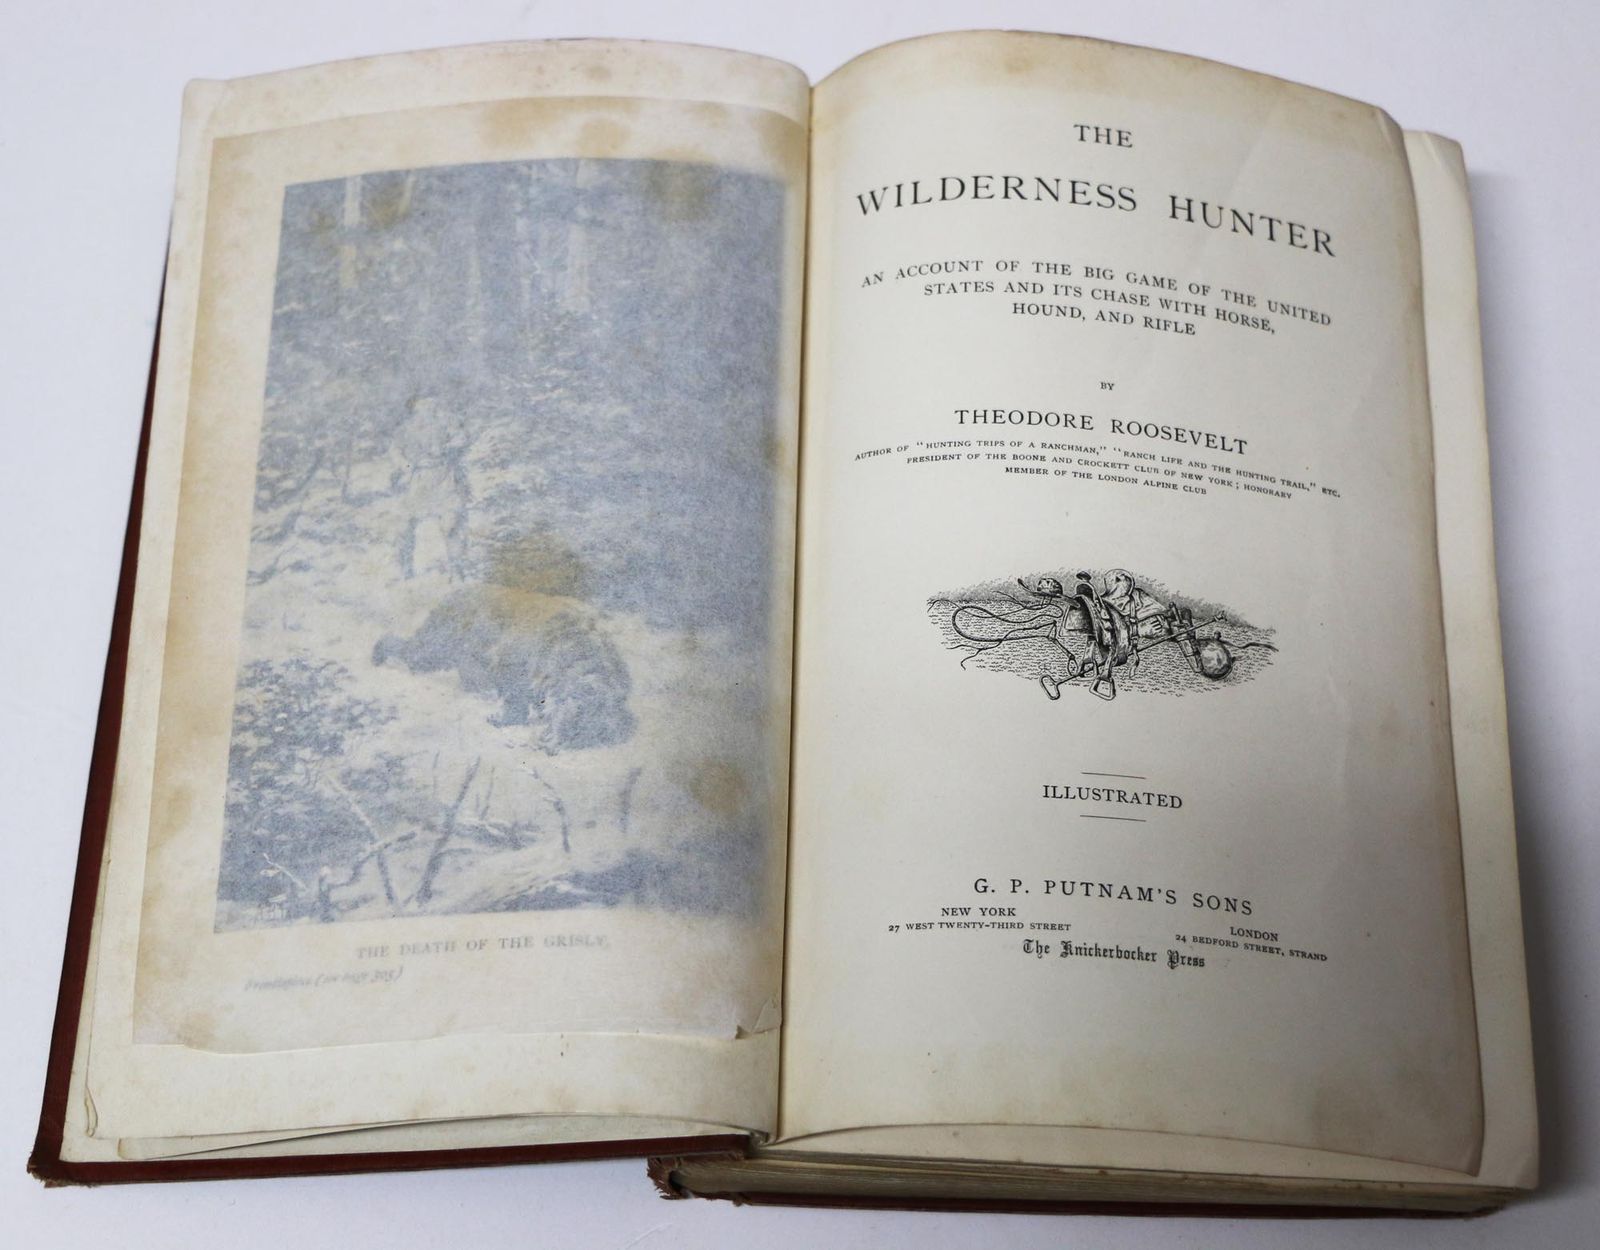 THE DEATH OF THE GRISLY.
Frontispiece (see page 305)
THE
WILDERNESS HUNTER
AN ACCOUNT OF THE BIG GAME OF THE UNITED
STATES AND ITS CHASE WITH HORSE,
HOUND, AND RIFLE
BY
THEODORE ROOSEVELT
AUTHOR OF "HUNTING TRIPS OF A RANCHMAN," "RANCH LIFE AND THE HUNTING TRAIL," ETC.
PRESIDENT OF THE BOONE AND CROCKETT CLUB OF NEW YORK; HONORARY
MEMBER OF THE LONDON ALPINE CLUB
ILLUSTRATED
G. P. PUTNAM'S SONS
NEW YORK
27 WEST TWENTY-THIRD STREET
LONDON
24 BEDFORD STREET, STRAND
The Knickerbocker Press